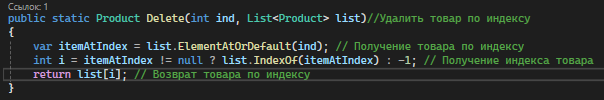 Ссылок: 1
public static Product Delete(int ind, List<Product> list)//Удалить товар по индексу
{
var itemAtIndex = list.ElementAtOrDefault(ind); // Получение товара по индексу
int i = itemAtIndex != null ? list.IndexOf(itemAtIndex) : -1; // Получение индекса товара
return list[i]; // Возврат товара по индексу
}